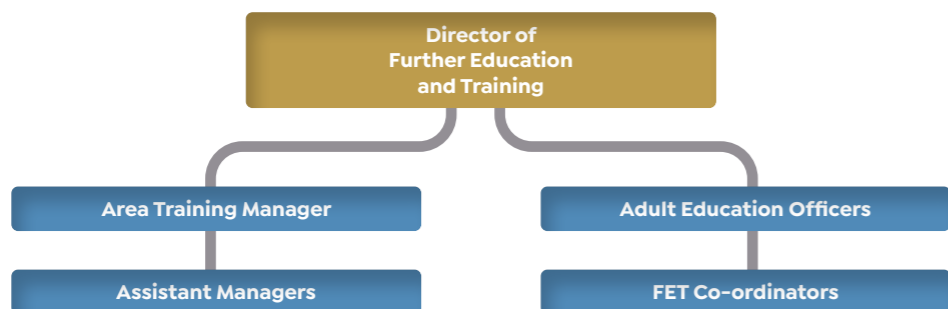 Director of
Further Education
and Training
Area Training Manager
Adult Education Officers
Assistant Managers
FET Co-ordinators